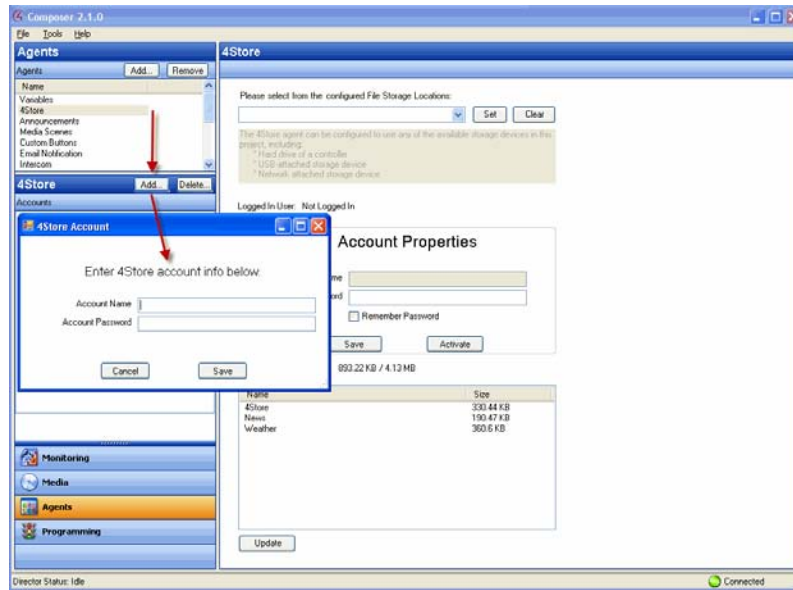 Composer 2.1.0
File Tools Help
Agents
Agents Add... Remove
Name
Variables
4Store
Announcements
Media Scenes
Custom Buttons
Email Notification
Intercom
4Store Add... Delete...
Accounts
4Store Account
Enter 4Store account info below:
Account Name
Account Password
Cancel Save
Monitoring
Media
Agents
Programming
4Store
Please select from the configured File Storage Locations:
Set Clear
The 4Store agent can be configured to use any of the available storage devices in this
project, including:
* Hard drive of a controller
* USB-attached storage device
* Network attached storage device
Logged In User: Not Logged In
Account Properties
me
ord
Remember Password
Save Activate
893.22 KB / 4.13 MB
Name Size
4Store 330.44 KB
News 190.47 KB
Weather 360.6 KB
Update
Director Status: Idle Connected